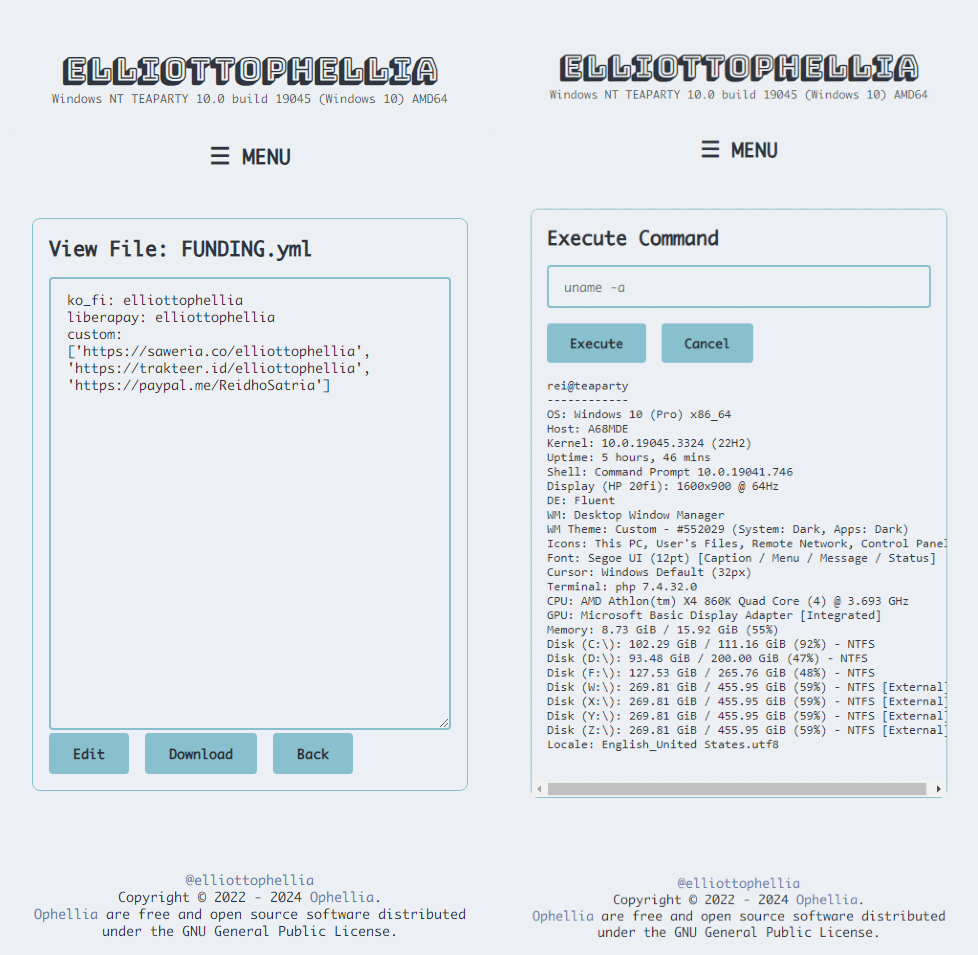 ELLIOTTOPHELLIA
Windows NT TEAPARTY 10.0 build 19045 (Windows 10) AMD64
☰ MENU
View File: FUNDING.yml
ko_fi: elliottophellia
liberapay: elliottophellia
custom:
['https://saweria.co/elliottophellia',
'https://trakteer.id/elliottophellia',
'https://paypal.me/ReidhoSatria']
Edit
Download
Back
@elliottophellia
Copyright © 2022 - 2024 Ophellia.
Ophellia are free and open source software distributed
under the GNU General Public License.
ELLIOTTOPHELLIA
Windows NT TEAPARTY 10.0 build 19045 (Windows 10) AMD64
☰ MENU
Execute Command
uname -a
Execute
Cancel
rei@teaparty
------------
OS: Windows 10 (Pro) x86_64
Host: A68MDE
Kernel: 10.0.19045.3324 (22H2)
Uptime: 5 hours, 46 mins
Shell: Command Prompt 10.0.19041.746
Display (HP 20fi): 1600x900 @ 64Hz
DE: Fluent
WM: Desktop Window Manager
WM Theme: Custom - #552029 (System: Dark, Apps: Dark)
Icons: This PC, User's Files, Remote Network, Control Panel
Font: Segoe UI (12pt) [Caption / Menu / Message / Status]
Cursor: Windows Default (32px)
Terminal: php 7.4.32.0
CPU: AMD Athlon(tm) X4 860K Quad Core (4) @ 3.693 GHz
GPU: Microsoft Basic Display Adapter [Integrated]
Memory: 8.73 GiB / 15.92 GiB (55%)
Disk (C:\): 102.29 GiB / 111.16 GiB (92%) - NTFS
Disk (D:\): 93.48 GiB / 200.00 GiB (47%) - NTFS
Disk (F:\): 127.53 GiB / 265.76 GiB (48%) - NTFS
Disk (W:\): 269.81 GiB / 455.95 GiB (59%) - NTFS [External]
Disk (X:\): 269.81 GiB / 455.95 GiB (59%) - NTFS [External]
Disk (Y:\): 269.81 GiB / 455.95 GiB (59%) - NTFS [External]
Disk (Z:\): 269.81 GiB / 455.95 GiB (59%) - NTFS [External]
Locale: English_United States.utf8
@elliottophellia
Copyright © 2022 - 2024 Ophellia.
Ophellia are free and open source software distributed
under the GNU General Public License.